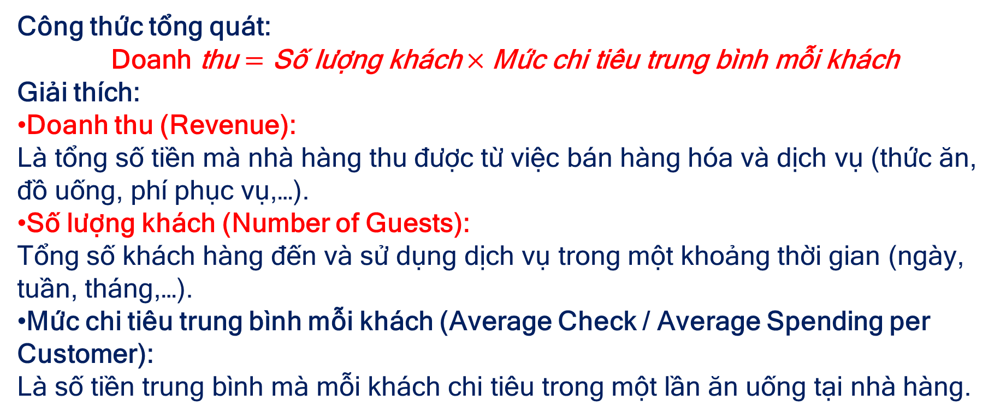 Công thức tổng quát:
Doanh thu = Số lượng khách × Mức chi tiêu trung bình mỗi khách
Giải thích:
•Doanh thu (Revenue):
Là tổng số tiền mà nhà hàng thu được từ việc bán hàng hóa và dịch vụ (thức ăn,
đồ uống, phí phục vụ,...).
•Số lượng khách (Number of Guests):
Tổng số khách hàng đến và sử dụng dịch vụ trong một khoảng thời gian (ngày,
tuần, tháng,...).
•Mức chi tiêu trung bình mỗi khách (Average Check / Average Spending per
Customer):
Là số tiền trung bình mà mỗi khách chi tiêu trong một lần ăn uống tại nhà hàng.